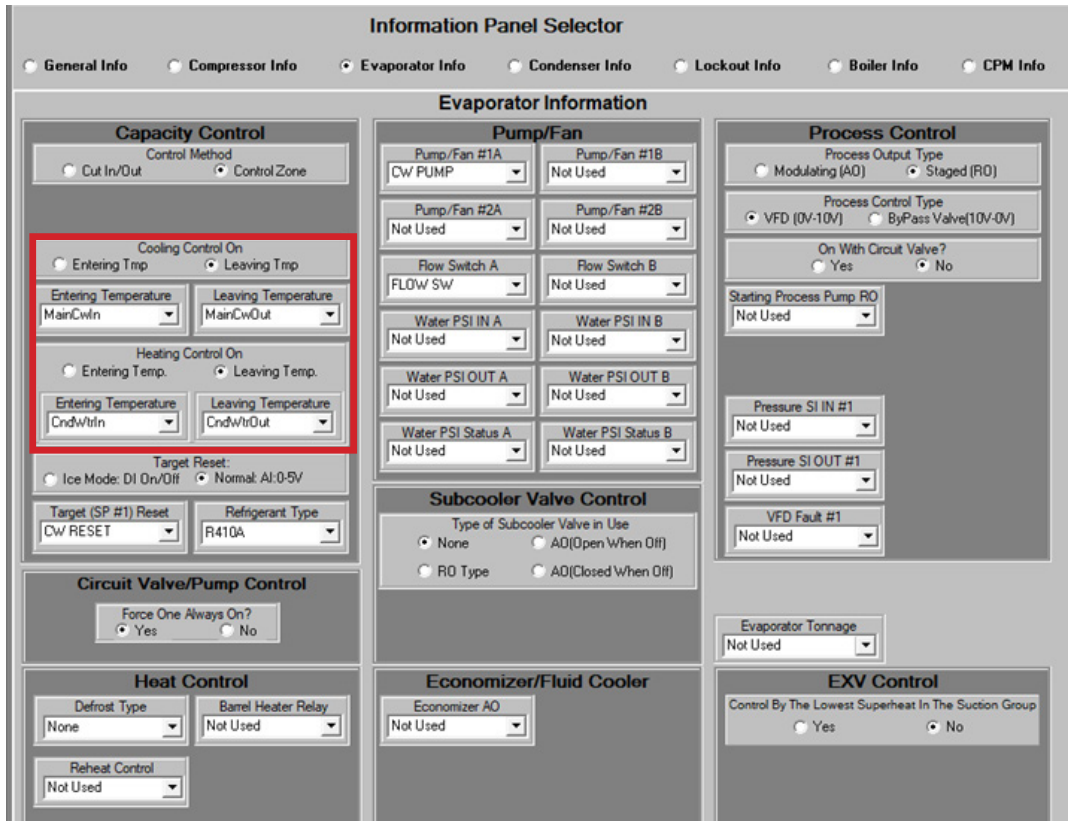 Information Panel Selector
General Info Compressor Info Evaporator Info Condenser Info Lockout Info Boiler Info CPM Info
Evaporator Information
Capacity Control
Control Method
Cut In/Out Control Zone
Cooling Control On
Entering Tmp Leaving Tmp
Entering Temperature Leaving Temperature
MainCwIn MainCwOut
Heating Control On
Entering Temp. Leaving Temp.
Entering Temperature Leaving Temperature
CndWtrIn CndWtrOut
Target Reset:
Ice Mode: DI On/Off Normal: AI:0-5V
Target (SP #1) Reset Refrigerant Type
CW RESET R410A
Circuit Valve/Pump Control
Force One Always On?
Yes No
Heat Control
Defrost Type Barrel Heater Relay
None Not Used
Reheat Control
Not Used
Pump/Fan
Pump/Fan #1A Pump/Fan #1B
CW PUMP Not Used
Pump/Fan #2A Pump/Fan #2B
Not Used Not Used
Flow Switch A Flow Switch B
FLOW SW Not Used
Water PSI IN A Water PSI IN B
Not Used Not Used
Water PSI OUT A Water PSI OUT B
Not Used Not Used
Water PSI Status A Water PSI Status B
Not Used Not Used
Subcooler Valve Control
Type of Subcooler Valve in Use
None AO(Open When Off)
RO Type AO(Closed When Off)
Economizer/Fluid Cooler
Economizer AO
Not Used
Process Control
Process Output Type
Modulating (AO) Staged (RO)
Process Control Type
VFD (0V-10V) ByPass Valve(10V-0V)
On With Circuit Valve?
Yes No
Starting Process Pump RO
Not Used
Pressure SI IN #1
Not Used
Pressure SI OUT #1
Not Used
VFD Fault #1
Not Used
Evaporator Tonnage
Not Used
EXV Control
Control By The Lowest Superheat In The Suction Group
Yes No